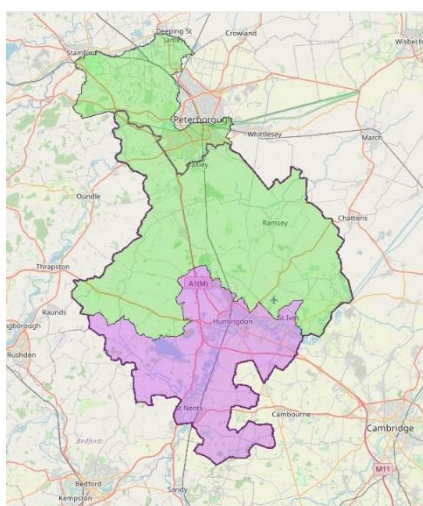 Deeping St
James
Crowland
Stamford
Wisbech
Peterborough
Whittlesey
March
Yaxley
Oundle
Ramsey
Chatteris
Thrapston
A1(M)
Raunds
Huntingdon
St Ives
Rushden
St Neots
Cambourne
Cambridge
Bedford
M11
Bedford
Sandy
Kempston